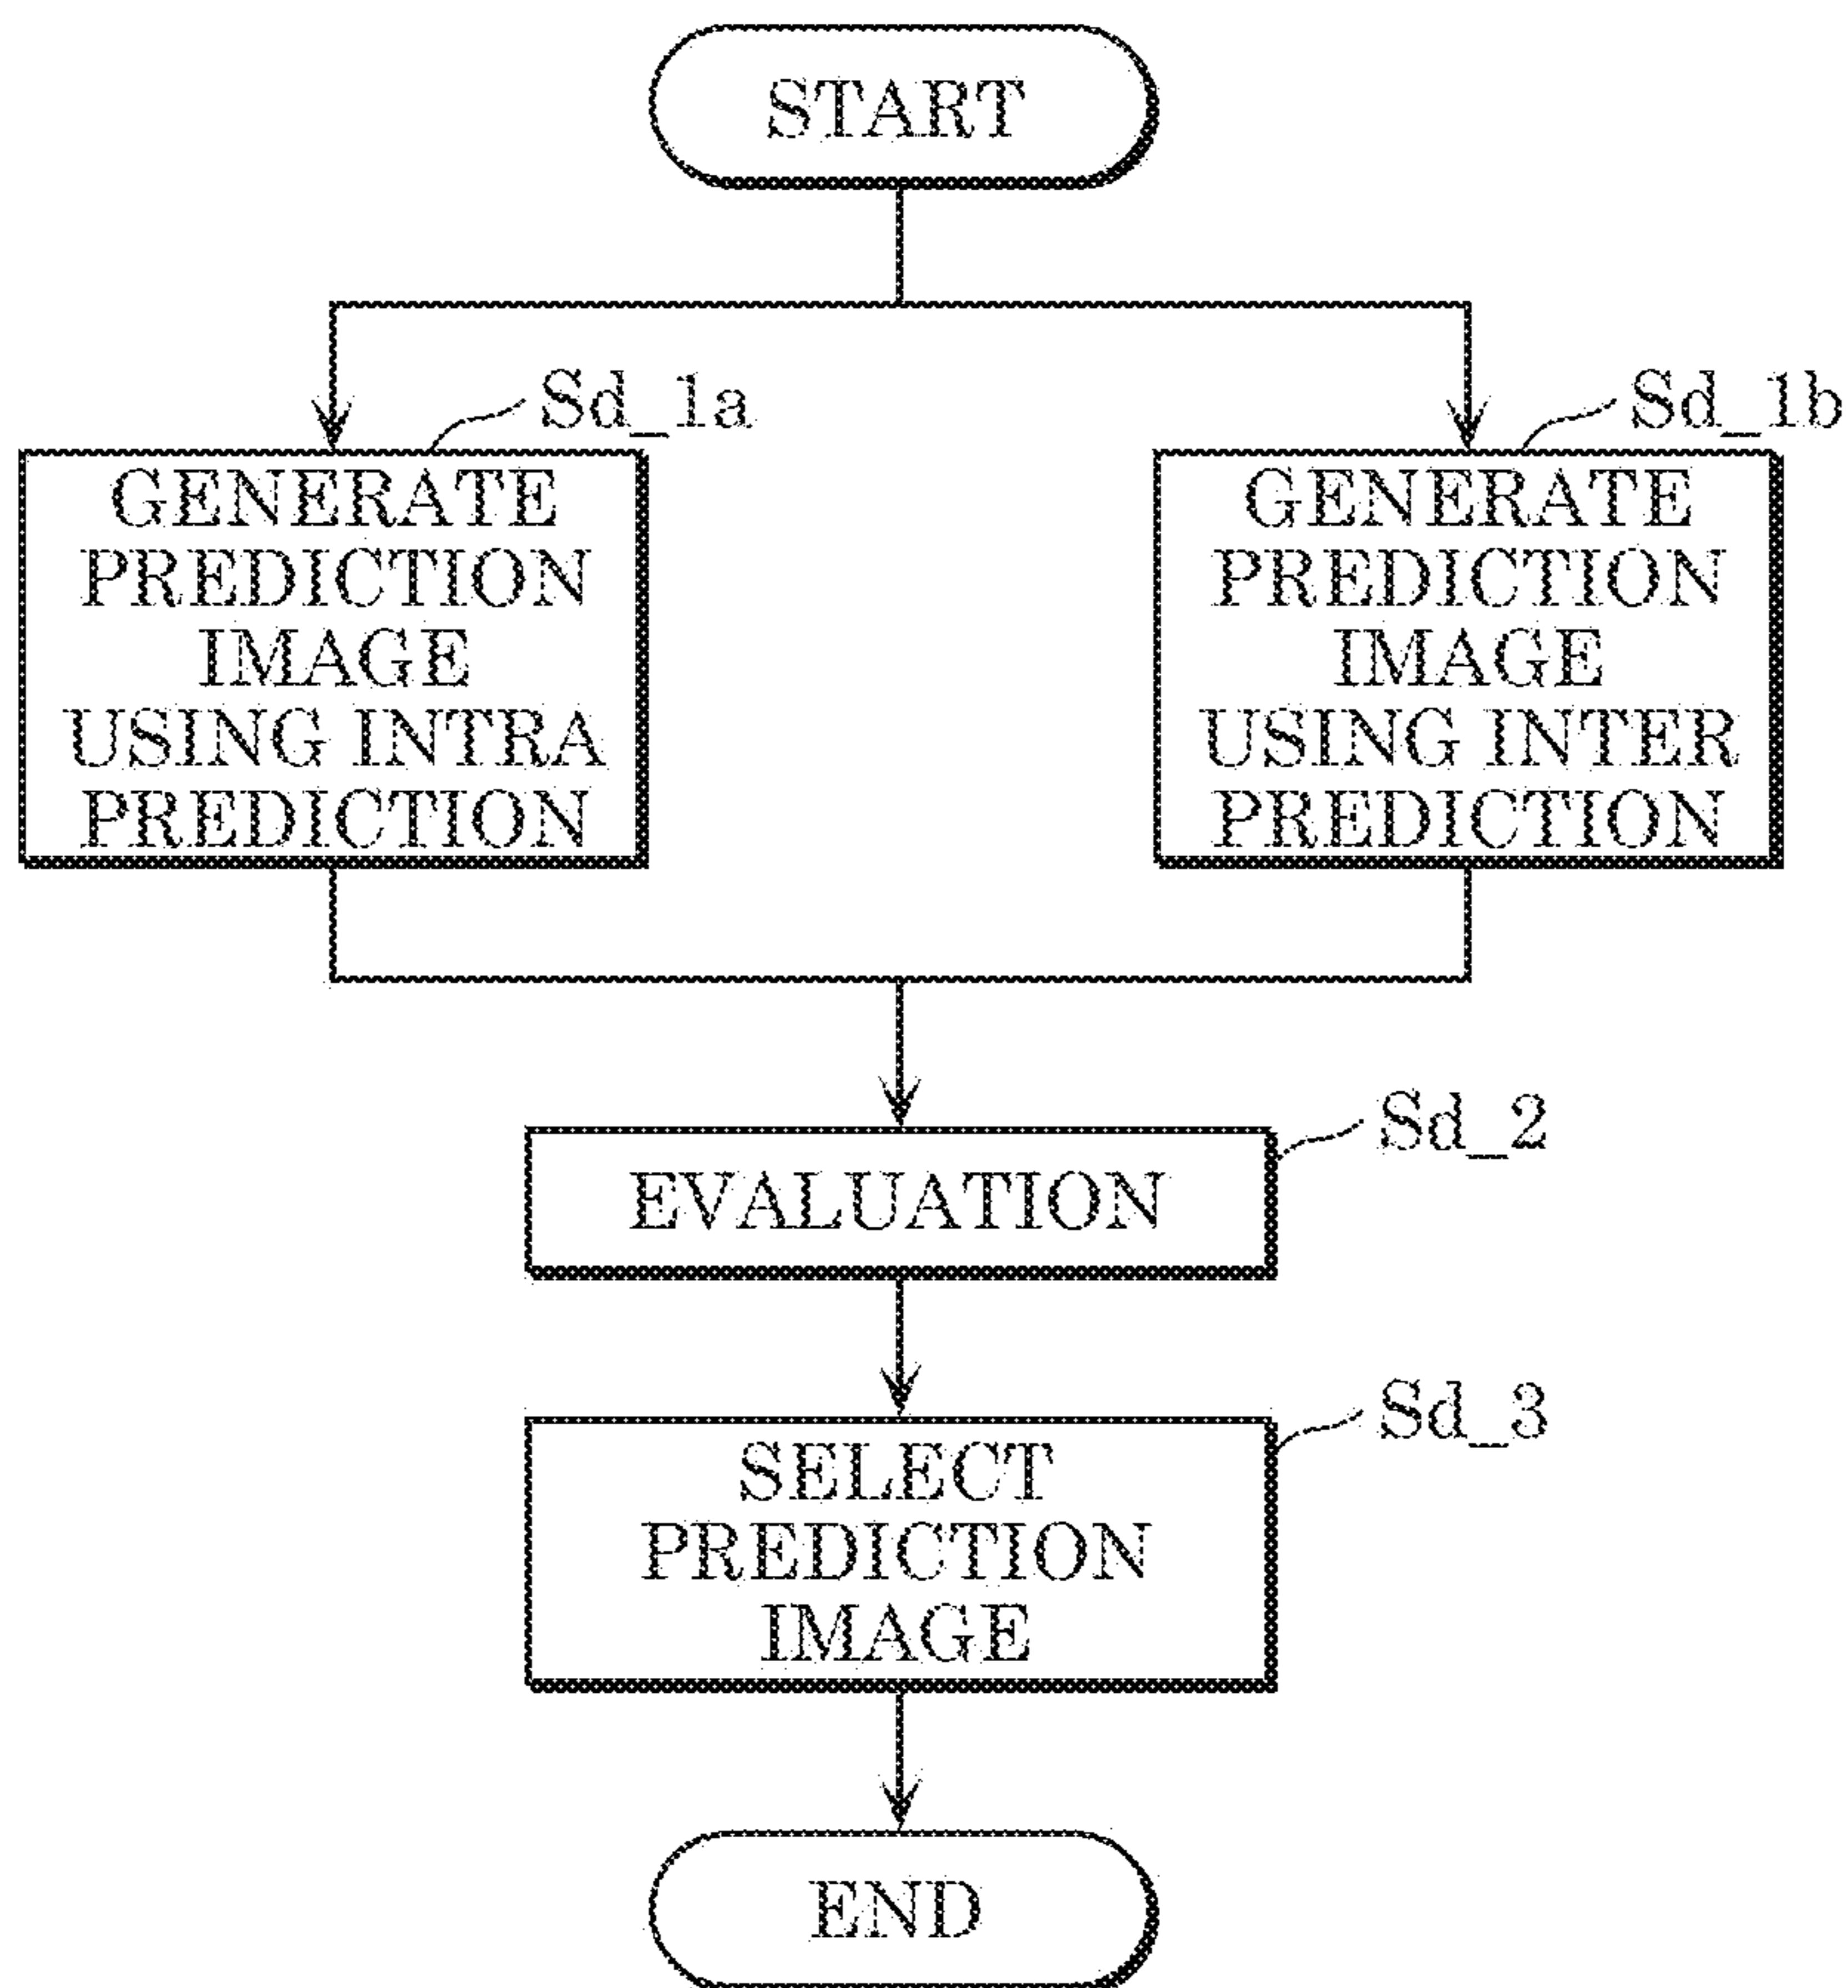 START
Sd_1a
GENERATE
PREDICTION
IMAGE
USING INTRA
PREDICTION
Sd_1b
GENERATE
PREDICTION
IMAGE
USING INTER
PREDICTION
Sd_2
EVALUATION
Sd_3
SELECT
PREDICTION
IMAGE
END